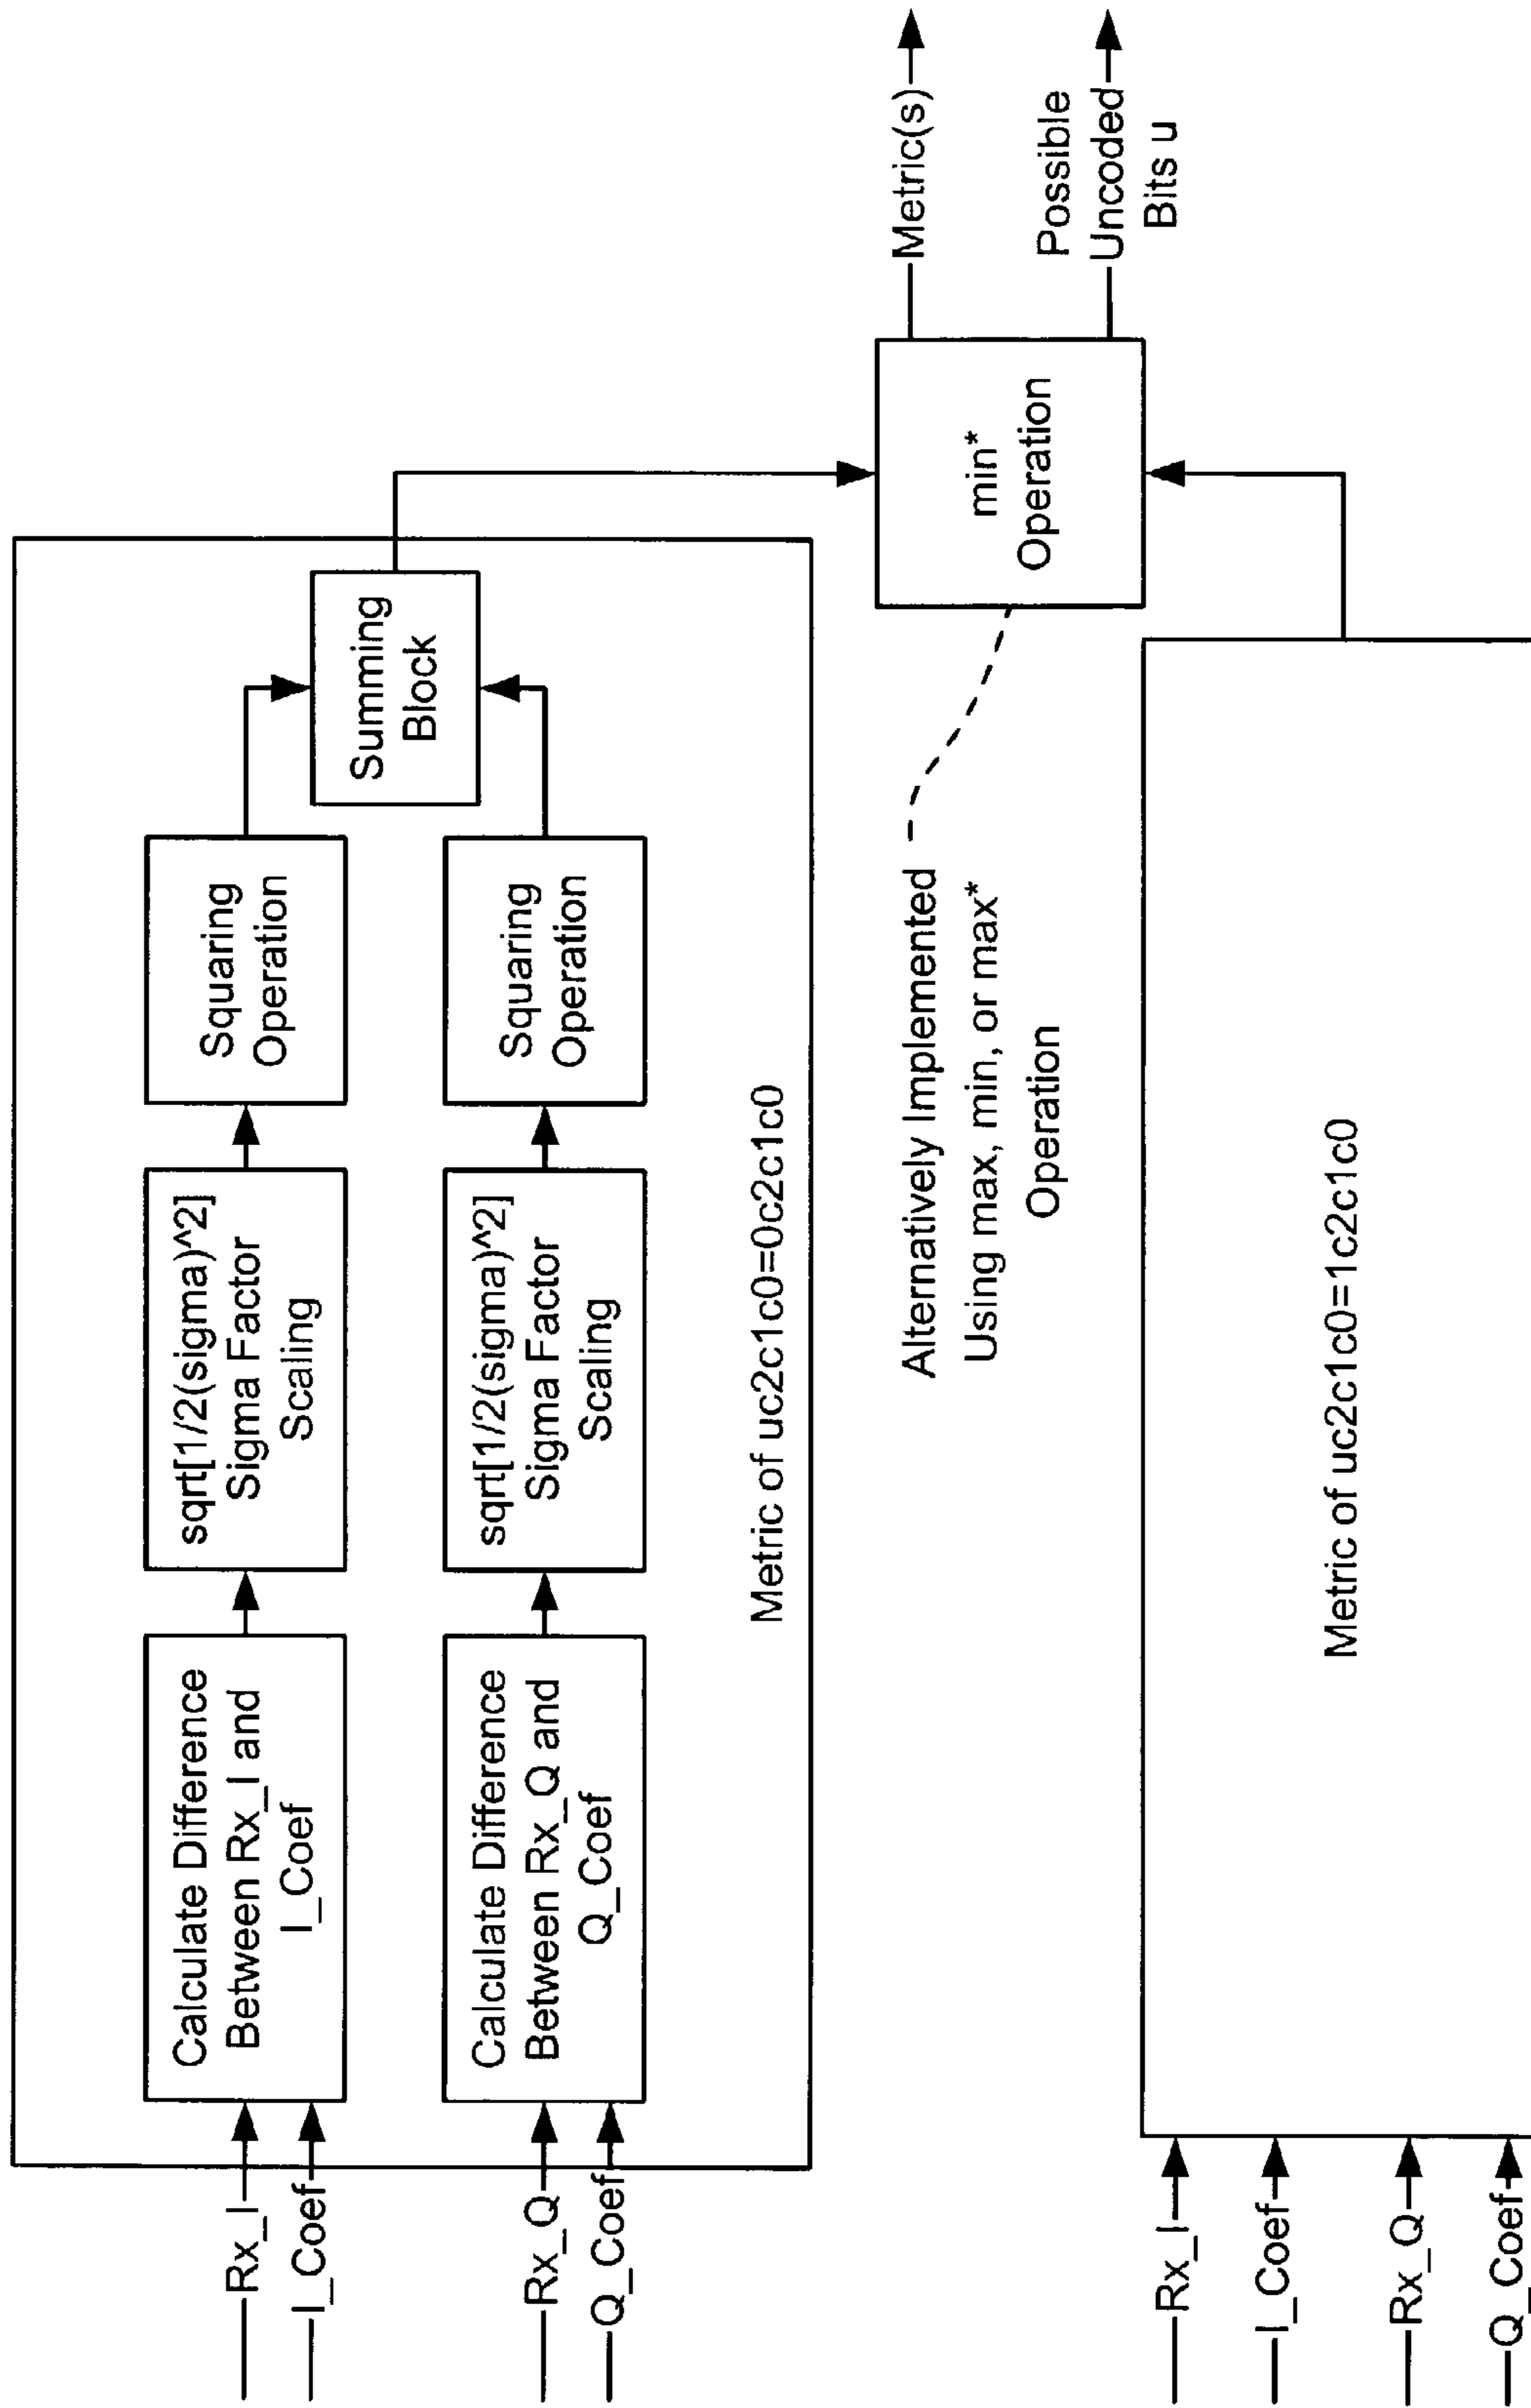 Rx_I
I_Coef
Calculate Difference
Between Rx_I and
I_Coef
sqrt[1/2(sigma)^2]
Sigma Factor
Scaling
Squaring
Operation
Rx_Q
Q_Coef
Calculate Difference
Between Rx_Q and
Q_Coef
sqrt[1/2(sigma)^2]
Sigma Factor
Scaling
Squaring
Operation
Summing
Block
Metric of uc2c1c0=0c2c1c0
Alternatively Implemented
Using max, min, or max*
Operation
min*
Operation
Metric(s)
Possible
Uncoded
Bits u
Rx_I
I_Coef
Rx_Q
Q_Coef
Metric of uc2c1c0=1c2c1c0